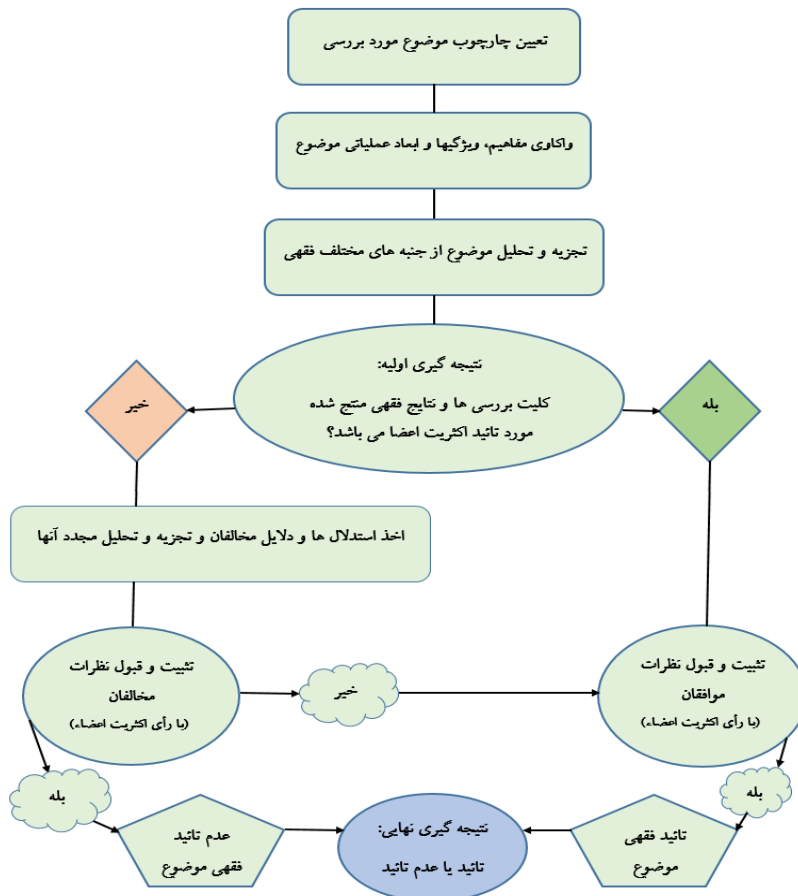 تعیین چارچوب موضوع مورد بررسی
واکاوی مفاهیم، ویژگیها و ابعاد عملیاتی موضوع
تجزیه و تحلیل موضوع از جنبه های مختلف فقهی
نتیجه گیری اولیه:
کلیت بررسی ها و نتایج فقهی منتج شده
مورد تائید اکثریت اعضا می باشد؟
بله
خیر
اخذ استدلال ها و دلایل مخالفان و تجزیه و تحلیل مجدد آنها
تثبیت و قبول نظرات
موافقان
(با رأی اکثریت اعضاء)
خیر
تثبیت و قبول نظرات
مخالفان
(با رأی اکثریت اعضاء)
بله
بله
تائید فقهی
موضوع
نتیجه گیری نهایی:
تائید یا عدم تائید
عدم تائید
فقهی موضوع